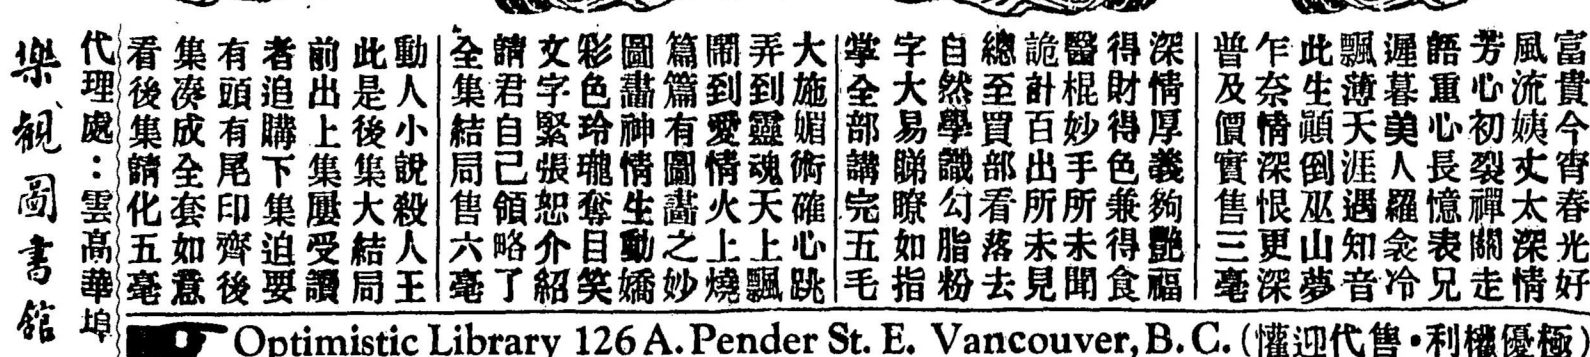 富貴今宵春光好
風流姨丈太深情
芳心初裂禪關走
語重心長憶表兄
遲暮美人羅衾冷
飄薄天涯遇知音
此生顚倒巫山夢
乍奈情深恨更深
普及價實售三毫
深情厚義夠艷福
得財得色兼得食
醫棍妙手所未聞
詭計百出所未見
總至買部看落去
自然學識勾脂粉
字大易睇瞭如指
掌全部講完五毛
大施媚術確心跳
弄到靈魂天上飄
鬧到愛情火上燒
篇篇有圖畵之妙
圖畵神情生動嬌
彩色玲瓏奪目笑
文字緊張恕介紹
請君自己領略了
全集結局售六毫
動人小說殺人王
此是後集大結局
前出上集屢受讀
者追購下集迫要
有頭有尾印齊後
集凑成全套如意
看後集請化五毫
代理處：雲高華埠
樂觀圖書館
Optimistic Library 126 A. Pender St. E. Vancouver, B. C. (懽迎代售•利權優極)